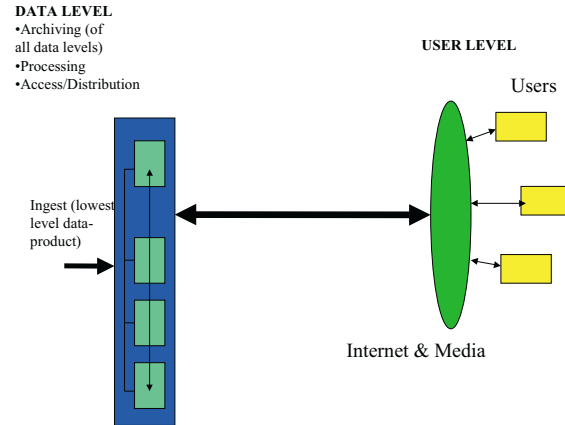 DATA LEVEL
•Archiving (of
all data levels)
•Processing
•Access/Distribution
USER LEVEL
Users
Ingest (lowest
level data-
product)
Internet & Media